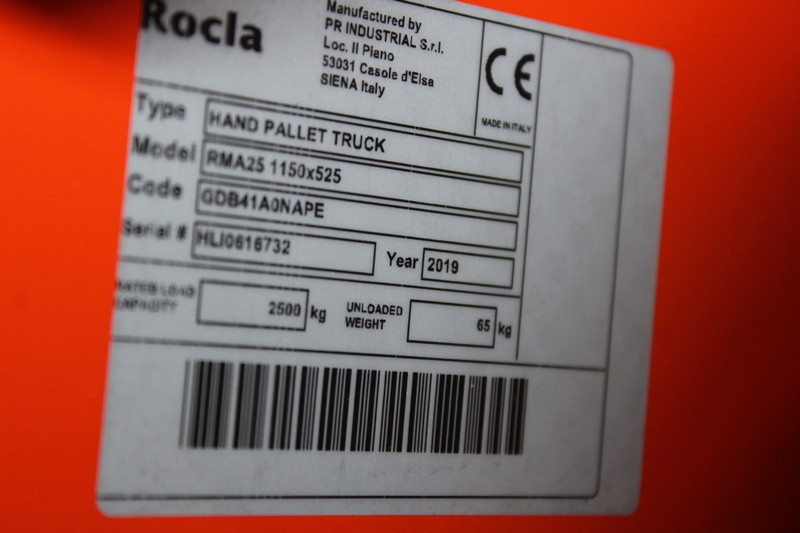 Rocla
Manufactured by
PR INDUSTRIAL S.r.l.
Loc. Il Piano
53031 Casole d'Elsa
SIENA Italy
CE
MADE IN ITALY
Type HAND PALLET TRUCK
Model RMA25 1150x525
Code GDB41A0NAPE
Serial # HLI0616732 Year 2019
RATED LOAD CAPACITY 2500 kg UNLOADED WEIGHT 65 kg